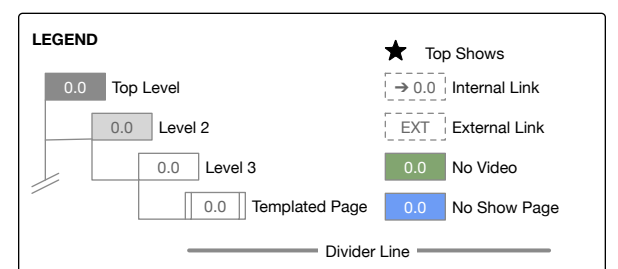 LEGEND
★ Top Shows
0.0 Top Level
➔ 0.0 Internal Link
0.0 Level 2
EXT External Link
0.0 Level 3
0.0 No Video
0.0 Templated Page
0.0 No Show Page
Divider Line